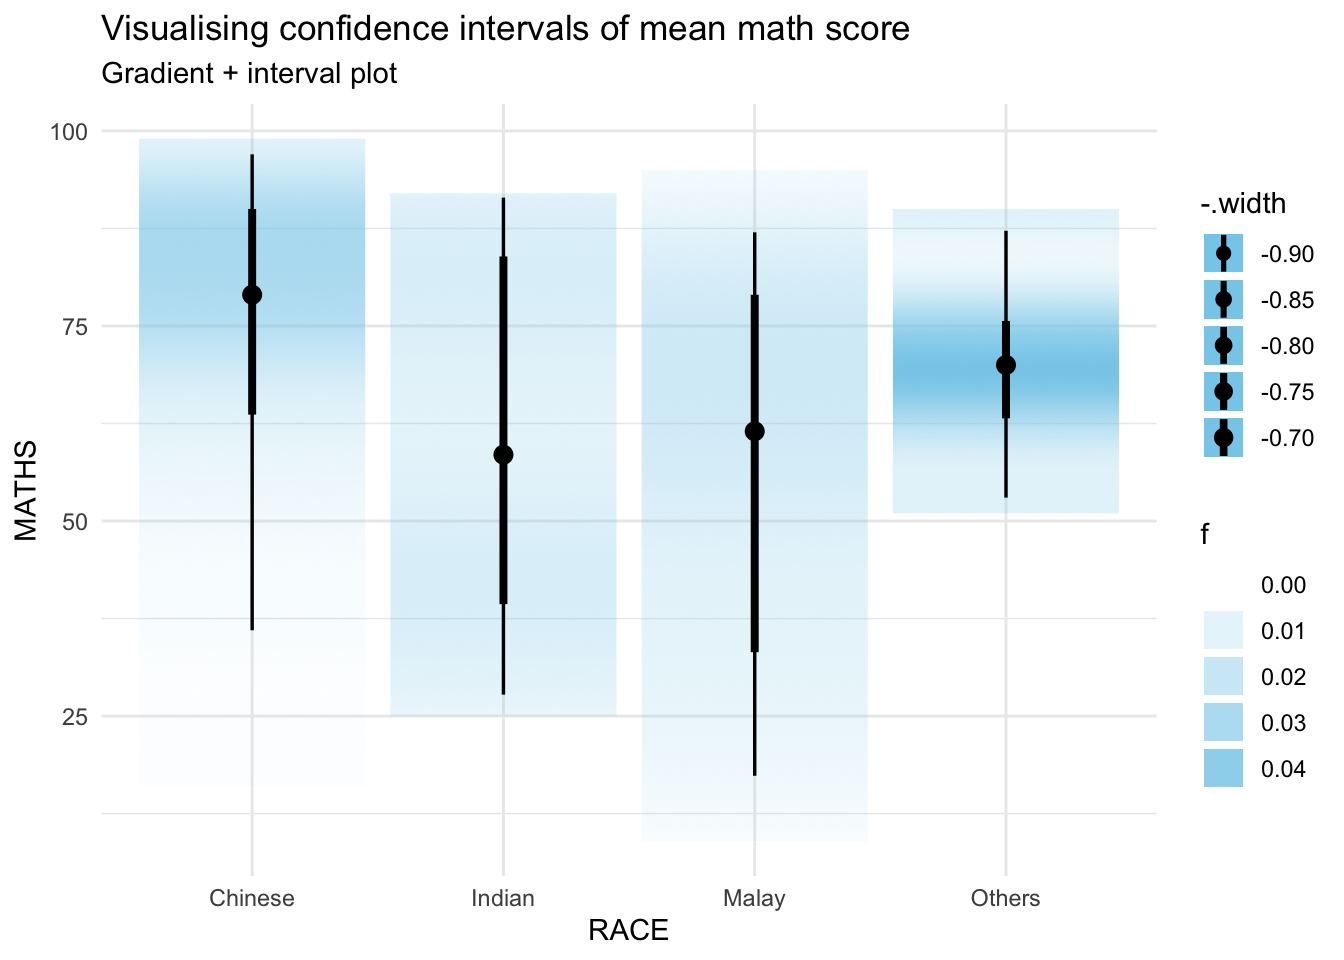 Visualising confidence intervals of mean math score
Gradient + interval plot
100
75
50
25
MATHS
Chinese
Indian
Malay
Others
RACE
-.width
-0.90
-0.85
-0.80
-0.75
-0.70
f
0.00
0.01
0.02
0.03
0.04